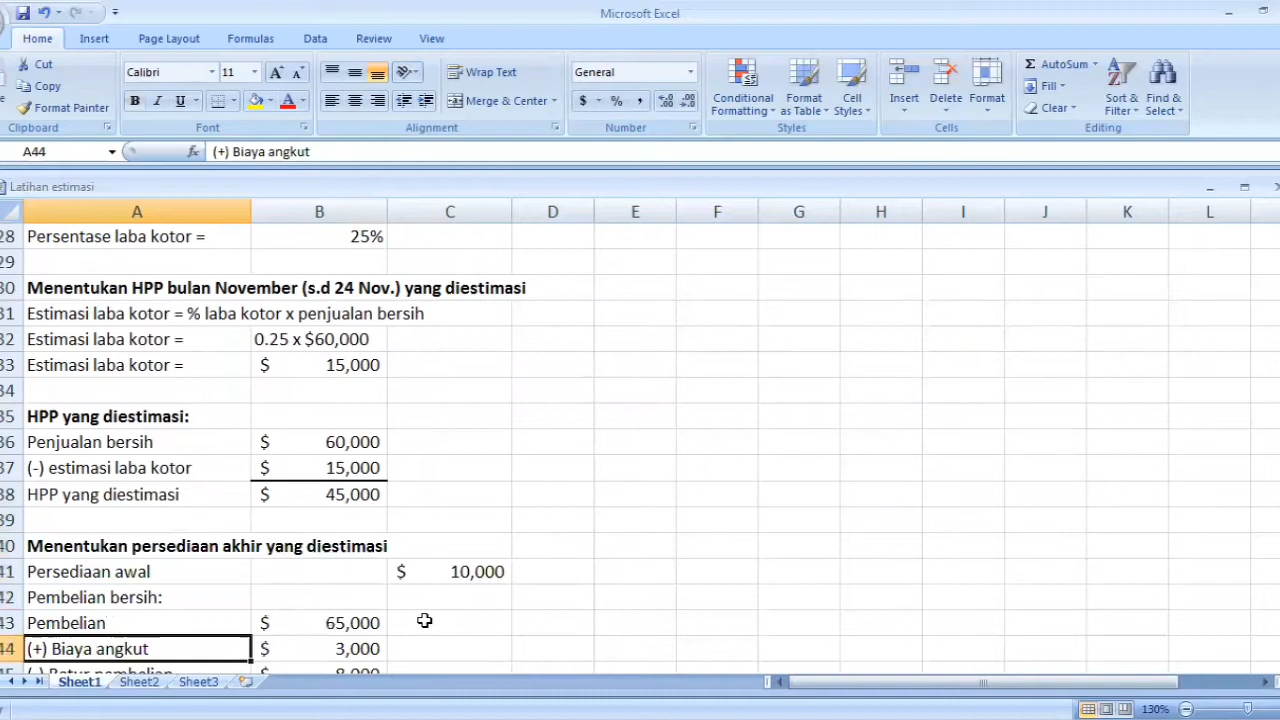 Microsoft Excel
Home Insert Page Layout Formulas Data Review View
Cut
Copy
Format Painter
Clipboard
Calibri 11
B I U
Font
Wrap Text
Merge & Center
Alignment
General
$ % ,
Number
Conditional Formatting
Format as Table
Cell Styles
Styles
Insert Delete Format
Cells
AutoSum
Fill
Clear
Sort & Filter
Find & Select
Editing
A44 fx (+) Biaya angkut
Latihan estimasi
A B C D E F G H I J K L
28 Persentase laba kotor = 25%
29
30 Menentukan HPP bulan November (s.d 24 Nov.) yang diestimasi
31 Estimasi laba kotor = % laba kotor x penjualan bersih
32 Estimasi laba kotor = 0.25 x $60,000
33 Estimasi laba kotor = $ 15,000
34
35 HPP yang diestimasi:
36 Penjualan bersih $ 60,000
37 (-) estimasi laba kotor $ 15,000
38 HPP yang diestimasi $ 45,000
39
40 Menentukan persediaan akhir yang diestimasi
41 Persediaan awal $ 10,000
42 Pembelian bersih:
43 Pembelian $ 65,000
44 (+) Biaya angkut $ 3,000
45 (-) Retur pembelian $ 8,000
Sheet1 Sheet2 Sheet3
130%